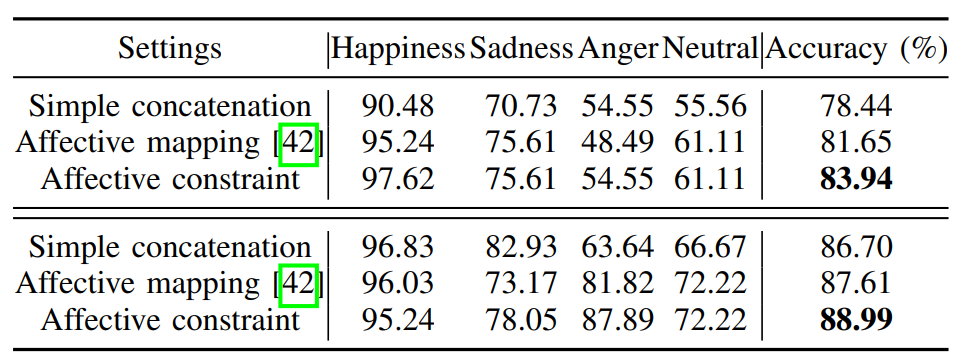 Settings Happiness Sadness Anger Neutral Accuracy (%)
Simple concatenation 90.48 70.73 54.55 55.56 78.44
Affective mapping [42] 95.24 75.61 48.49 61.11 81.65
Affective constraint 97.62 75.61 54.55 61.11 83.94
Simple concatenation 96.83 82.93 63.64 66.67 86.70
Affective mapping [42] 96.03 73.17 81.82 72.22 87.61
Affective constraint 95.24 78.05 87.89 72.22 88.99